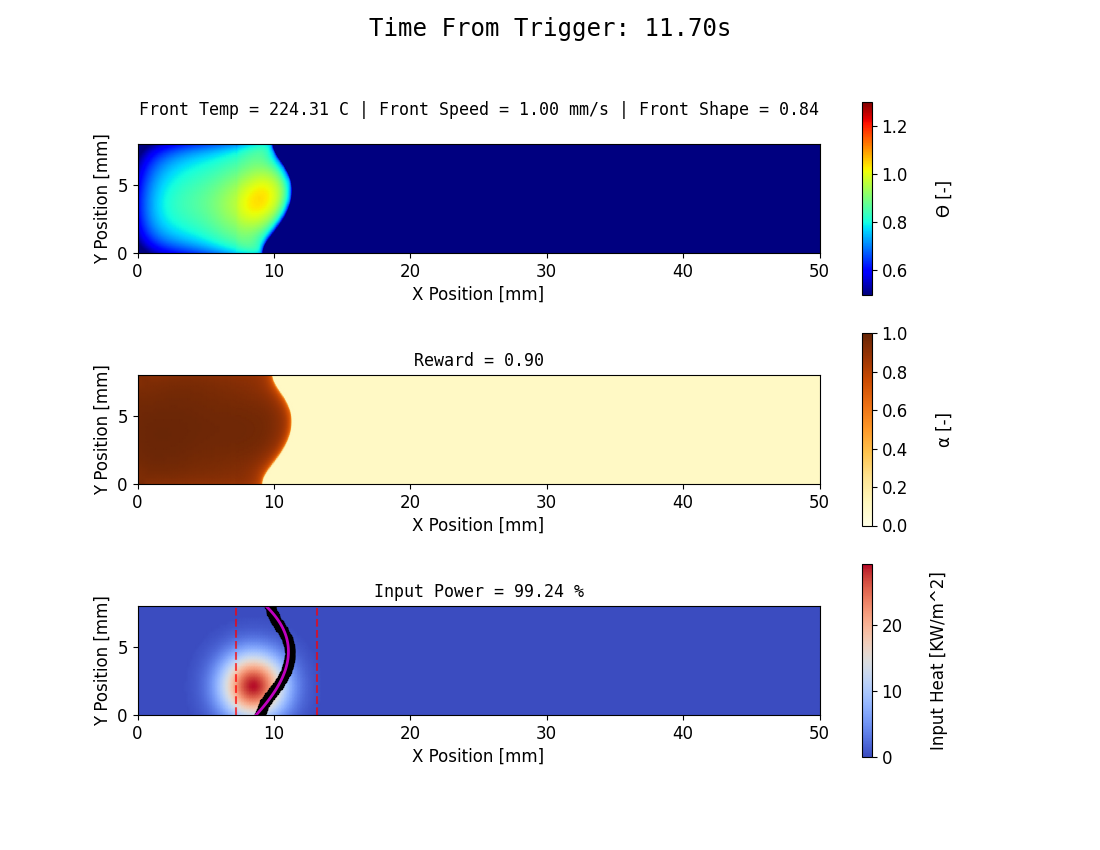 Time From Trigger: 11.70s
Front Temp = 224.31 C | Front Speed = 1.00 mm/s | Front Shape = 0.84
Y Position [mm]
5
0
0 10 20 30 40 50
X Position [mm]
1.2
1.0
0.8
0.6
Θ [-]
Reward = 0.90
Y Position [mm]
5
0
0 10 20 30 40 50
X Position [mm]
1.0
0.8
0.6
0.4
0.2
0.0
α [-]
Input Power = 99.24 %
Y Position [mm]
5
0
0 10 20 30 40 50
X Position [mm]
20
10
0
Input Heat [KW/m^2]